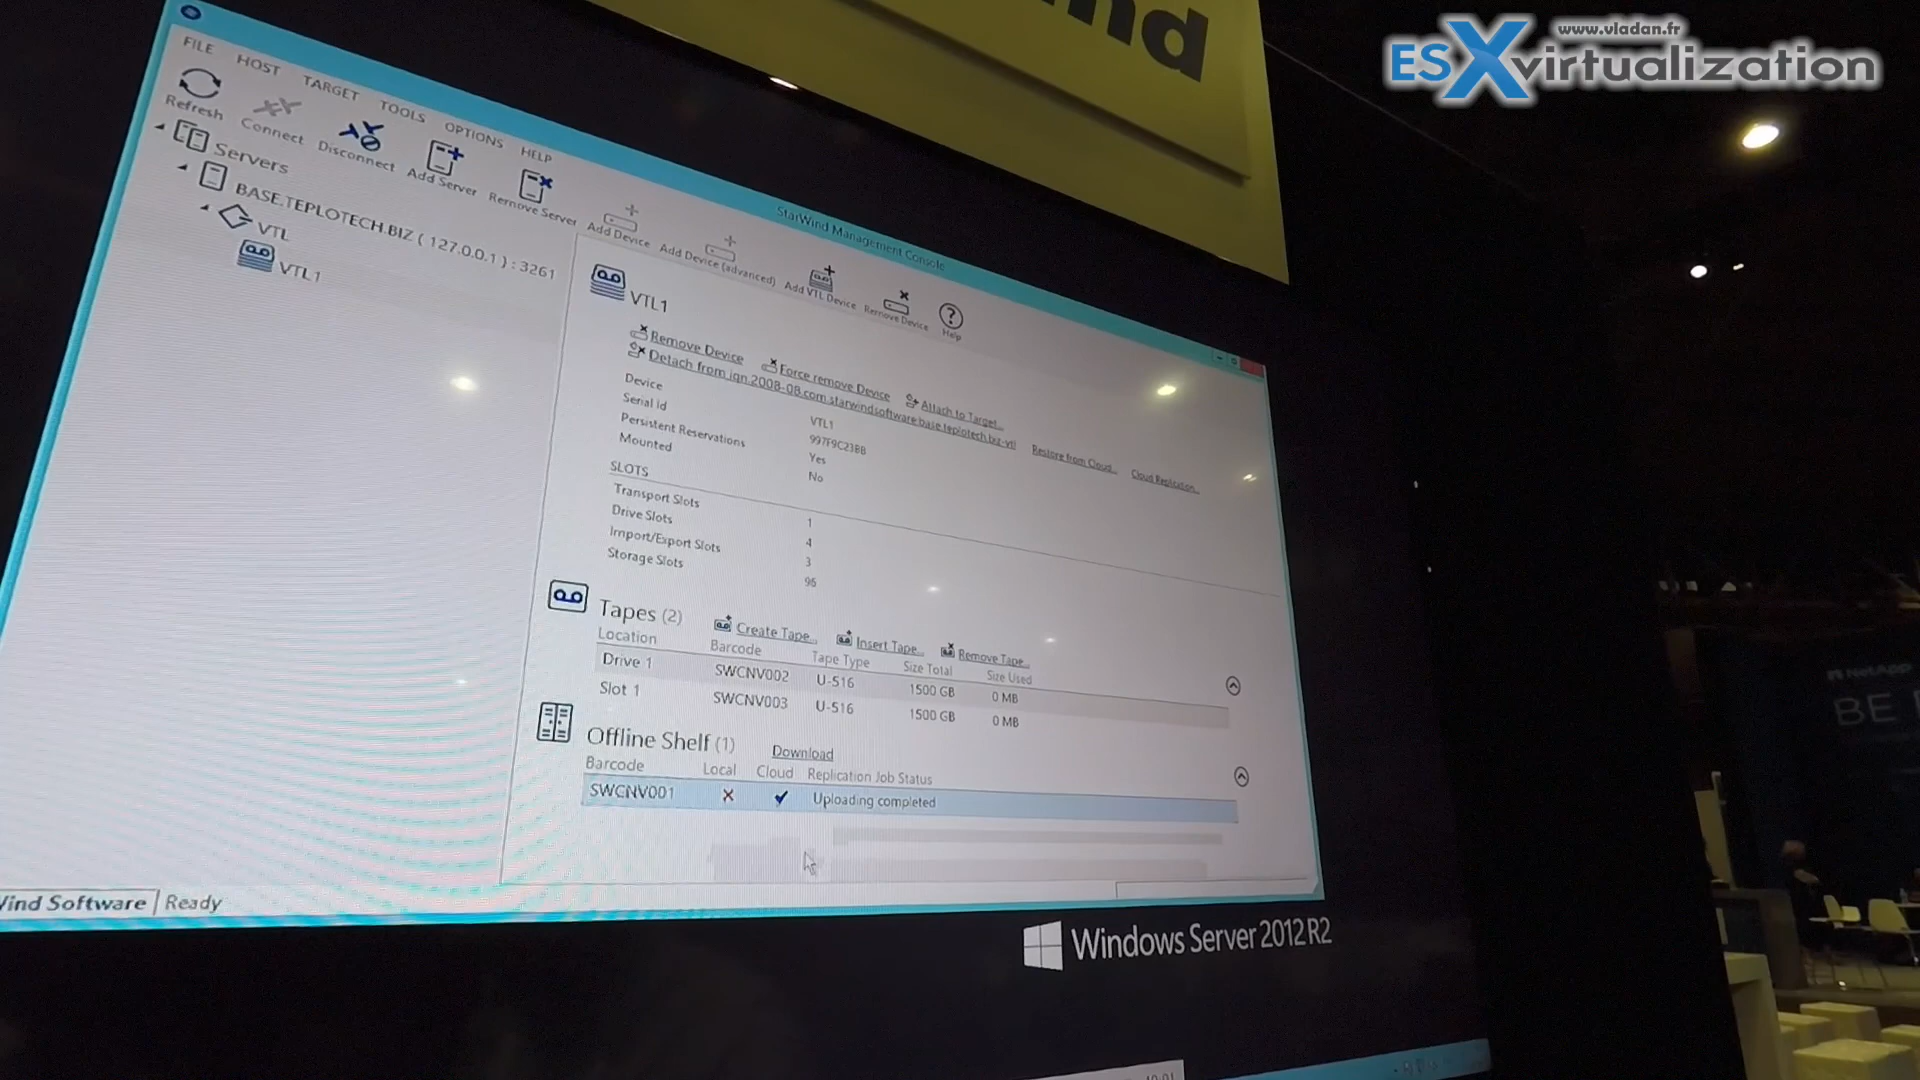 www.vladan.fr
ESXvirtualization
FILE HOST TARGET TOOLS OPTIONS HELP
Refresh Connect Disconnect Add Server Remove Server Add Device Add Device (advanced) Add VTL Device Remove Device Help
StarWind Management Console
Servers
BASE.TEPLOTECH.BIZ ( 127.0.0.1 ) : 3261
VTL
VTL1
VTL1
Remove Device Force remove Device Attach to Target...
Detach from iqn.2008-08.com.starwindsoftware:base.teplotech.biz-vtl Restore from Cloud... Cloud Replication...
Device VTL1
Serial Id 997F9C23BB
Persistent Reservations Yes
Mounted No
SLOTS
Transport Slots 1
Drive Slots 4
Import/Export Slots 3
Storage Slots 96
Tapes (2) Create Tape... Insert Tape... Remove Tape...
Location Barcode Tape Type Size Total Size Used
Drive 1 SWCNV002 U-516 1500 GB 0 MB
Slot 1 SWCNV003 U-516 1500 GB 0 MB
Offline Shelf (1) Download
Barcode Local Cloud Replication Job Status
SWCNV001 Uploading completed
Wind Software Ready
Windows Server 2012 R2
NetApp
BE